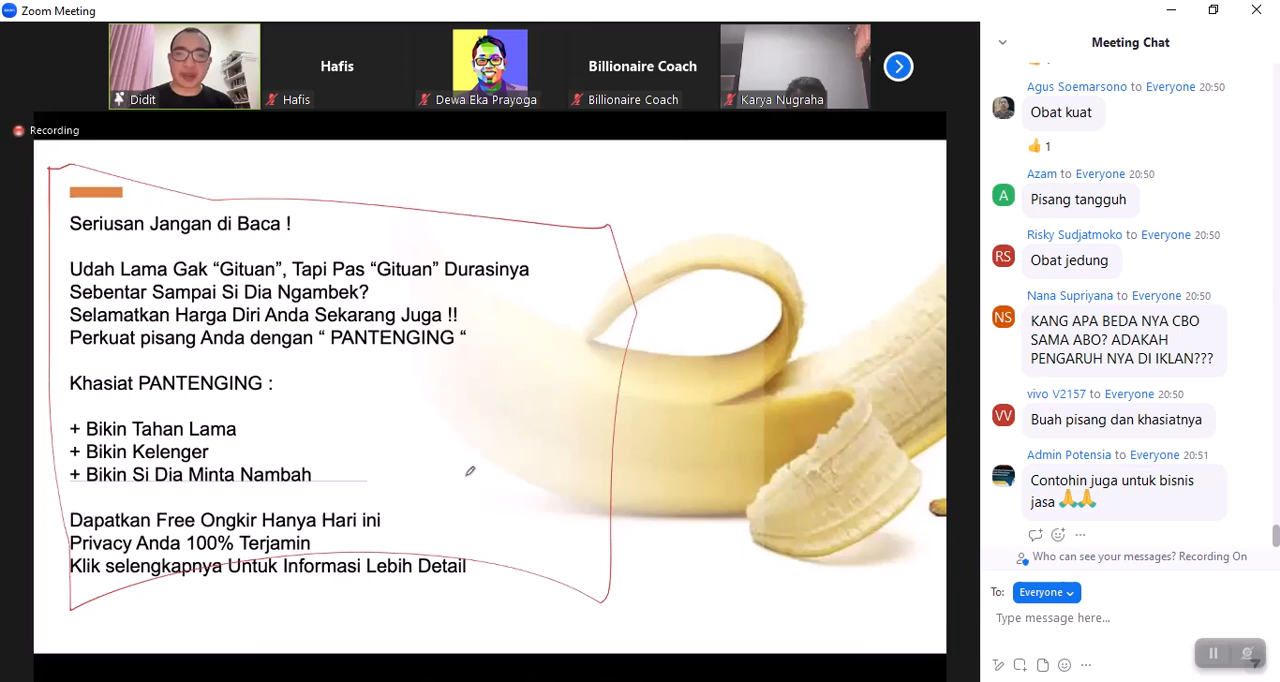 Zoom Meeting
Hafis
Billionaire Coach
Didit
Hafis
Dewa Eka Prayoga
Billionaire Coach
Karya Nugraha
Recording
Seriusan Jangan di Baca !
Udah Lama Gak “Gituan”, Tapi Pas “Gituan” Durasinya
Sebentar Sampai Si Dia Ngambek?
Selamatkan Harga Diri Anda Sekarang Juga !!
Perkuat pisang Anda dengan “ PANTENGING “
Khasiat PANTENGING :
+ Bikin Tahan Lama
+ Bikin Kelenger
+ Bikin Si Dia Minta Nambah
Dapatkan Free Ongkir Hanya Hari ini
Privacy Anda 100% Terjamin
Klik selengkapnya Untuk Informasi Lebih Detail
Meeting Chat
Agus Soemarsono to Everyone 20:50
Obat kuat
1
Azam to Everyone 20:50
A
Pisang tangguh
Risky Sudjatmoko to Everyone 20:50
RS
Obat jedung
Nana Supriyana to Everyone 20:50
NS
KANG APA BEDA NYA CBO
SAMA ABO? ADAKAH
PENGARUH NYA DI IKLAN???
vivo V2157 to Everyone 20:50
VV
Buah pisang dan khasiatnya
Admin Potensia to Everyone 20:51
Contohin juga untuk bisnis
jasa
Who can see your messages? Recording On
To: Everyone
Type message here...